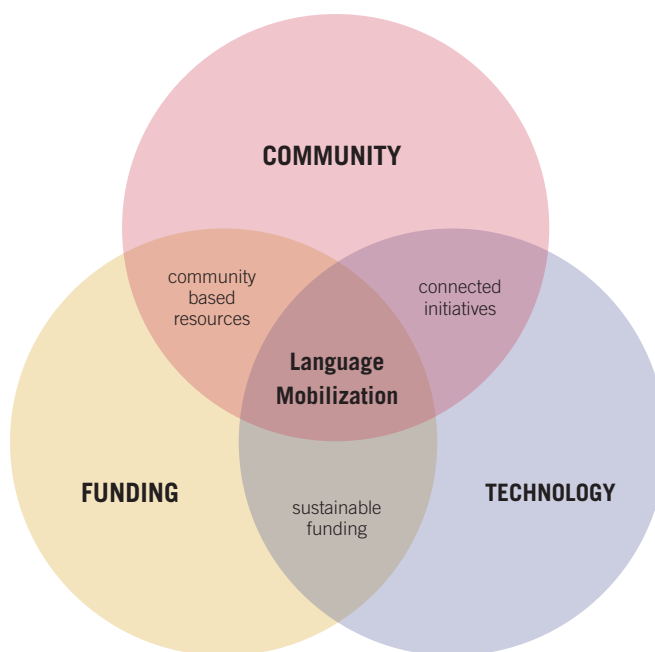 COMMUNITY
community
based
resources
connected
initiatives
Language
Mobilization
FUNDING
TECHNOLOGY
sustainable
funding